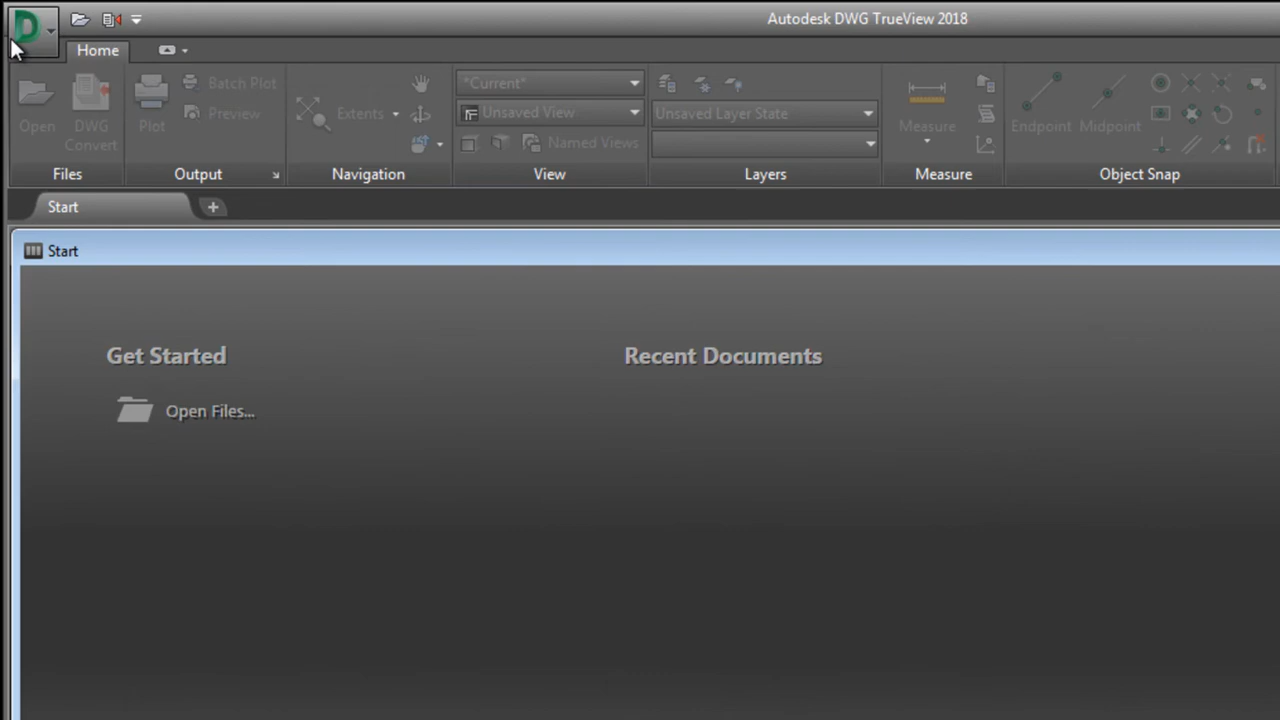 Autodesk DWG TrueView 2018
Home
Open
DWG
Convert
Files
Plot
Batch Plot
Preview
Output
Extents
Navigation
*Current*
Unsaved View
Named Views
View
Unsaved Layer State
Layers
Measure
Measure
Endpoint
Midpoint
Object Snap
Start
Start
Get Started
Open Files...
Recent Documents